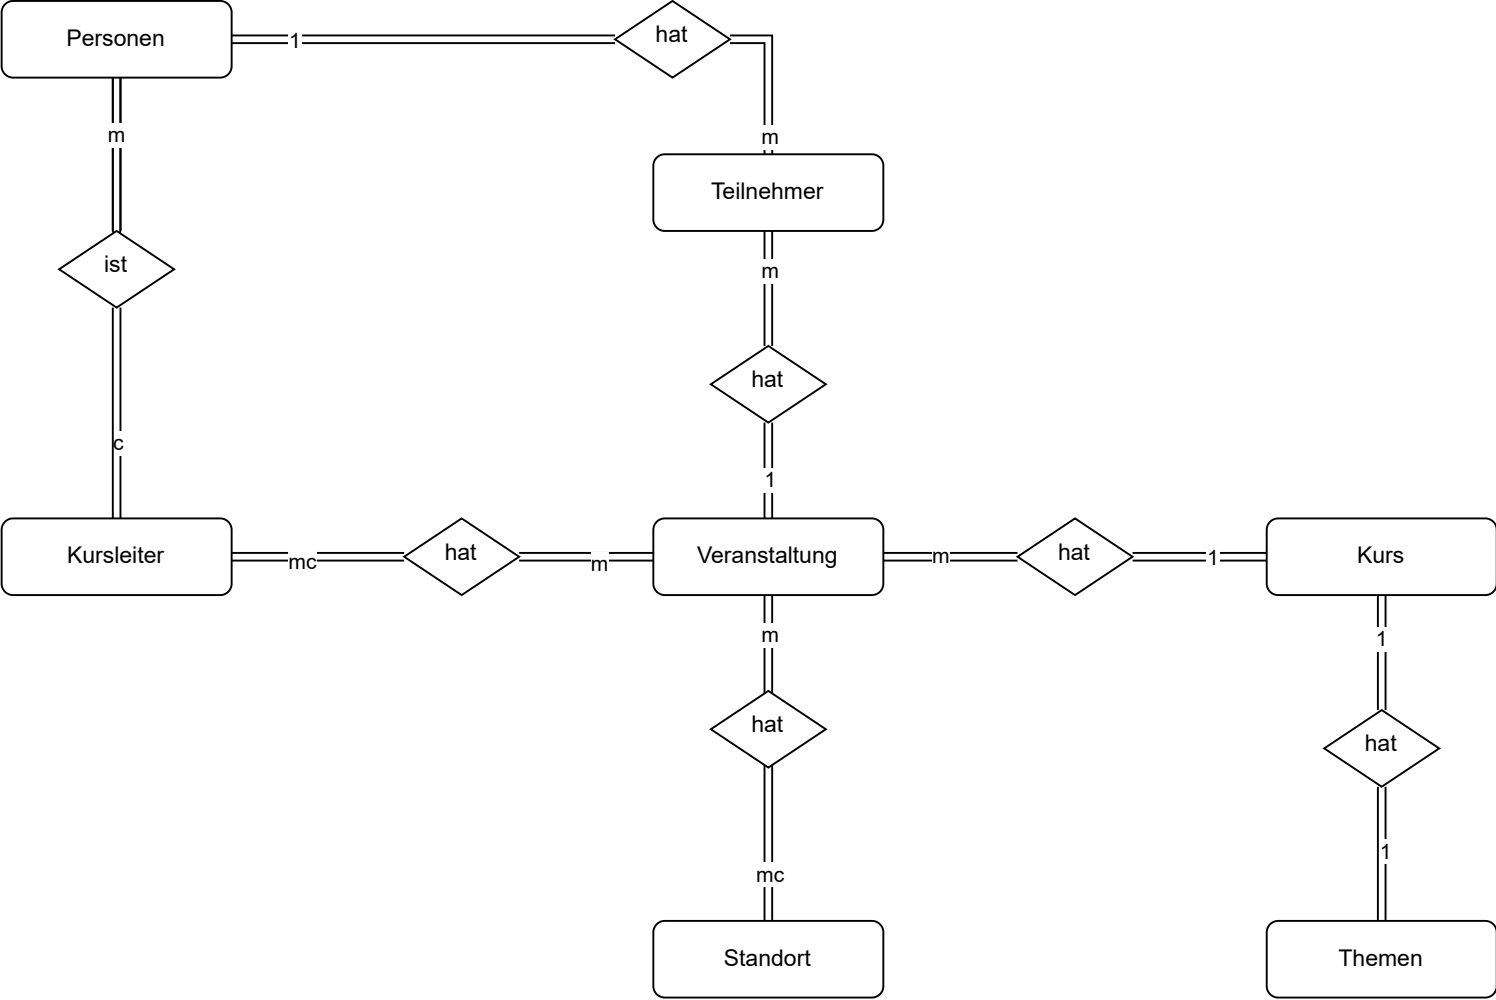 Personen
1
hat
m
m
Teilnehmer
ist
m
hat
c
1
Kursleiter
mc
hat
m
Veranstaltung
m
hat
1
Kurs
m
1
hat
hat
mc
1
Standort
Themen